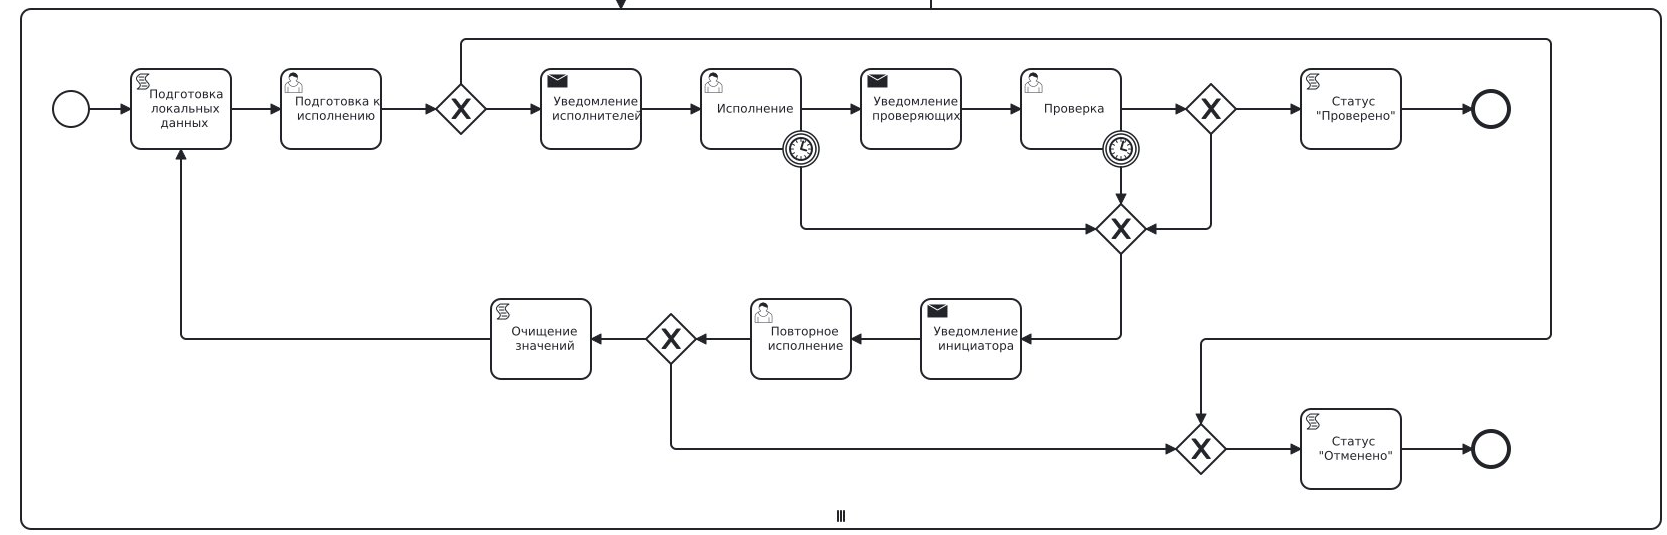 Подготовка
локальных
данных
Подготовка к
исполнению
Уведомление
исполнителей
Исполнение
Уведомление
проверяющих
Проверка
Статус
"Проверено"
Очищение
значений
Повторное
исполнение
Уведомление
инициатора
Статус
"Отменено"